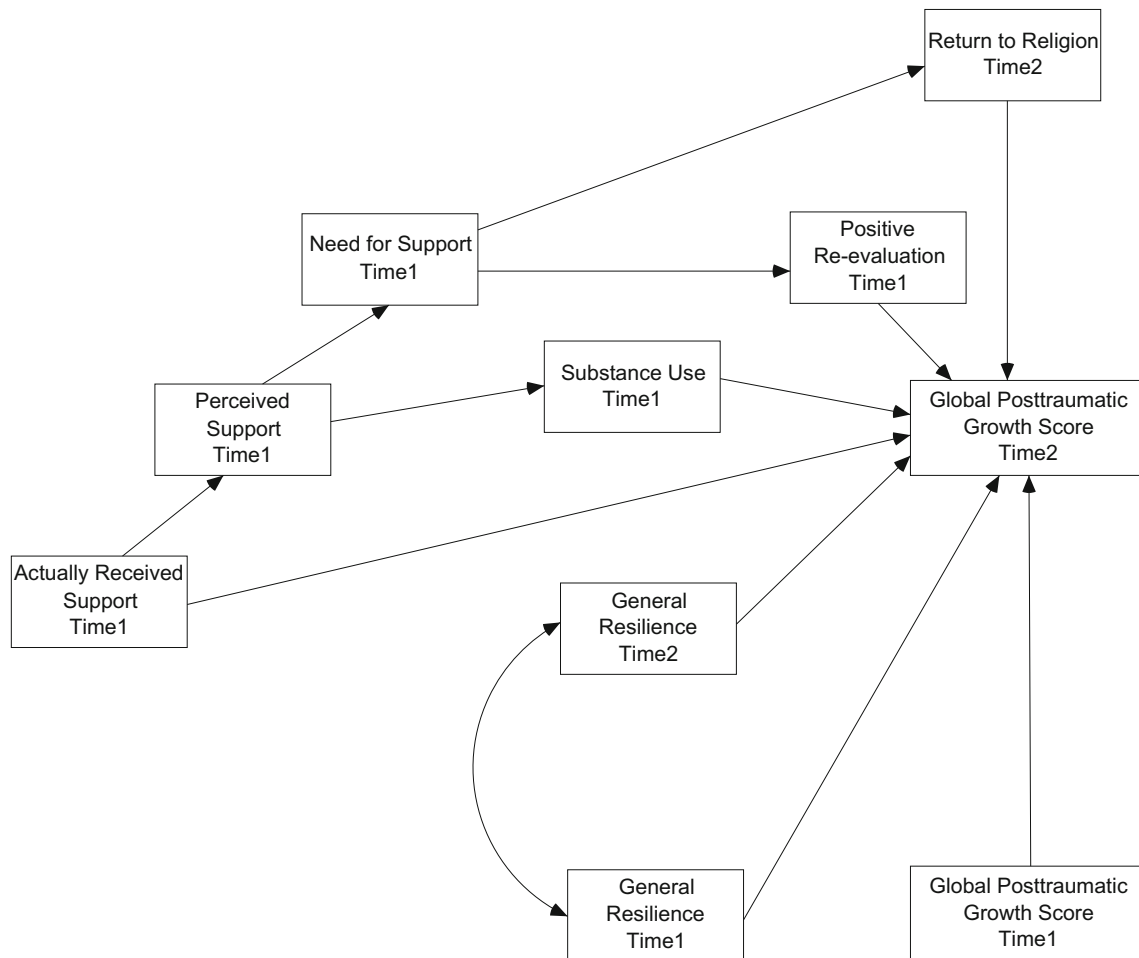 Return to Religion
Time2
Need for Support
Time1
Positive
Re-evaluation
Time1
Substance Use
Time1
Perceived
Support
Time1
Global Posttraumatic
Growth Score
Time2
Actually Received
Support
Time1
General
Resilience
Time2
General
Resilience
Time1
Global Posttraumatic
Growth Score
Time1